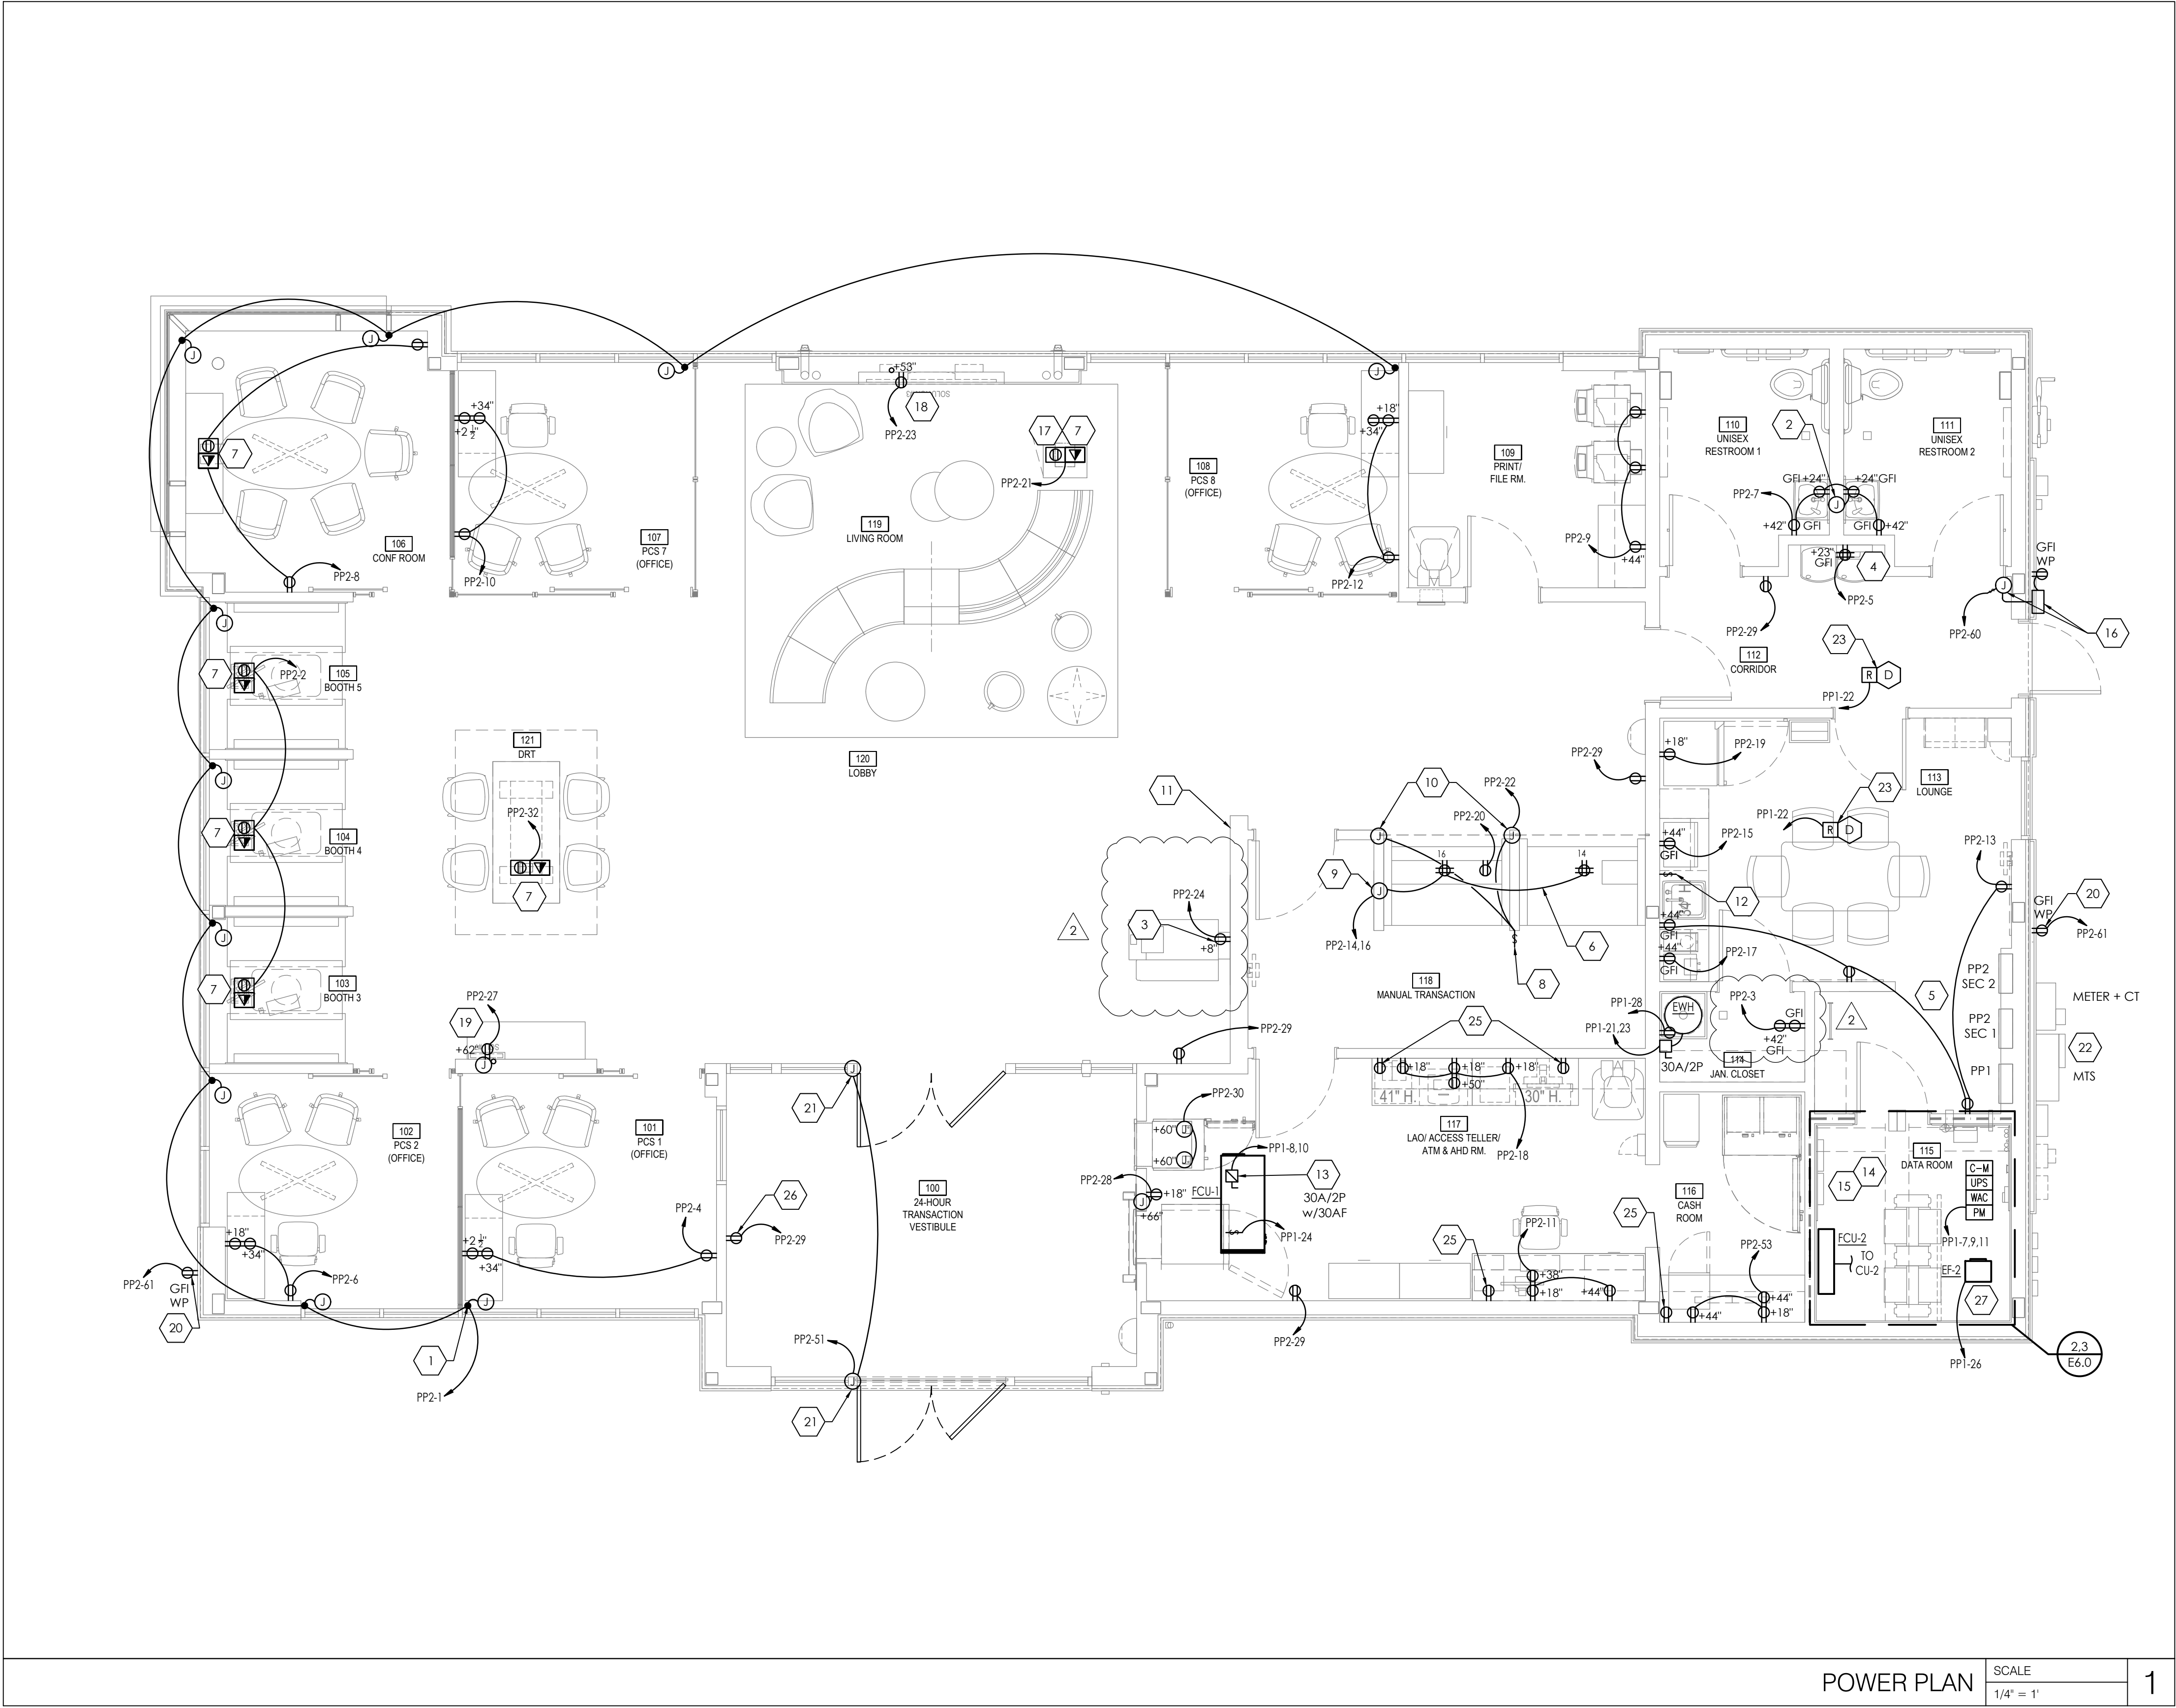 J
J
J
J
+53"
18
PP2-23
+34"
+2 ½"
17
7
PP2-21
+18"
+34"
108
PCS 8
(OFFICE)
109
PRINT/
FILE RM.
110
UNISEX
RESTROOM 1
2
111
UNISEX
RESTROOM 2
7
GFI +24"
+24" GFI
PP2-7
J
+42"
GFI
GFI
+42"
106
CONF ROOM
107
PCS 7
(OFFICE)
119
LIVING ROOM
PP2-9
+44"
+23"
GFI
4
GFI
WP
PP2-8
PP2-10
PP2-12
PP2-5
J
PP2-60
16
J
PP2-29
23
112
CORRIDOR
R
D
PP1-22
7
PP2-2
105
BOOTH 5
121
DRT
120
LOBBY
PP2-29
+18"
PP2-19
J
11
10
PP2-22
113
LOUNGE
23
7
104
BOOTH 4
PP2-32
PP2-20
J
J
PP1-22
R
D
+44"
GFI
PP2-15
PP2-13
16
14
9
J
S
7
PP2-24
3
+8"
2
34" H
12
20
GFI
WP
PP2-61
J
PP2-14,16
S
6
+44"
GFI
+44"
GFI
PP2-17
7
103
BOOTH 3
118
MANUAL TRANSACTION
8
PP2
SEC 2
5
METER + CT
PP2-27
19
+62"
J
PP2-29
PP1-28
EWH
PP2-3
GFI
+42"
GFI
2
PP2
SEC 1
25
PP1-21,23
30A/2P
114
JAN. CLOSET
22
MTS
PP1
J
J
21
+18"
+18"
+18"
+50"
41" H.
30" H.
PP2-30
+60"
J
+60"
J
102
PCS 2
(OFFICE)
101
PCS 1
(OFFICE)
117
LAO/ ACCESS TELLER/
ATM & AHD RM.
PP2-18
PP1-8,10
13
30A/2P
w/30AF
115
DATA ROOM
C-M
UPS
WAC
PM
14
15
PP2-28
+18"
FCU-1
J
+66"
100
24-HOUR
TRANSACTION
VESTIBULE
26
PP2-4
PP2-29
116
CASH
ROOM
25
PP2-11
25
S
PP1-24
+18"
+34"
+2 ½"
+34"
PP1-7,9,11
FCU-2
TO
CU-2
EF-2
27
PP2-53
+38"
+18"
+44"
+44"
+44"
+18"
PP2-61
GFI
WP
PP2-6
20
J
J
PP2-51
PP2-29
1
PP2-1
J
21
PP1-26
2,3
E6.0
POWER PLAN
SCALE
1/4" = 1'
1